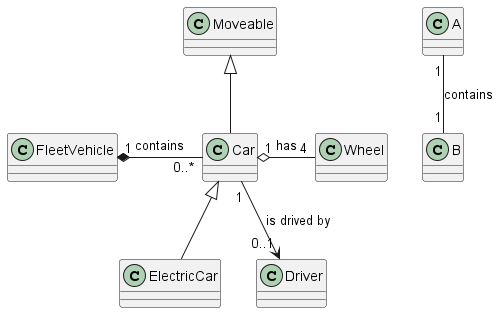 C Moveable
C A
1
contains
1
C FleetVehicle
1 contains
0..*
C Car
1 has 4
C Wheel
C B
1
is drived by
0..1
C ElectricCar
C Driver